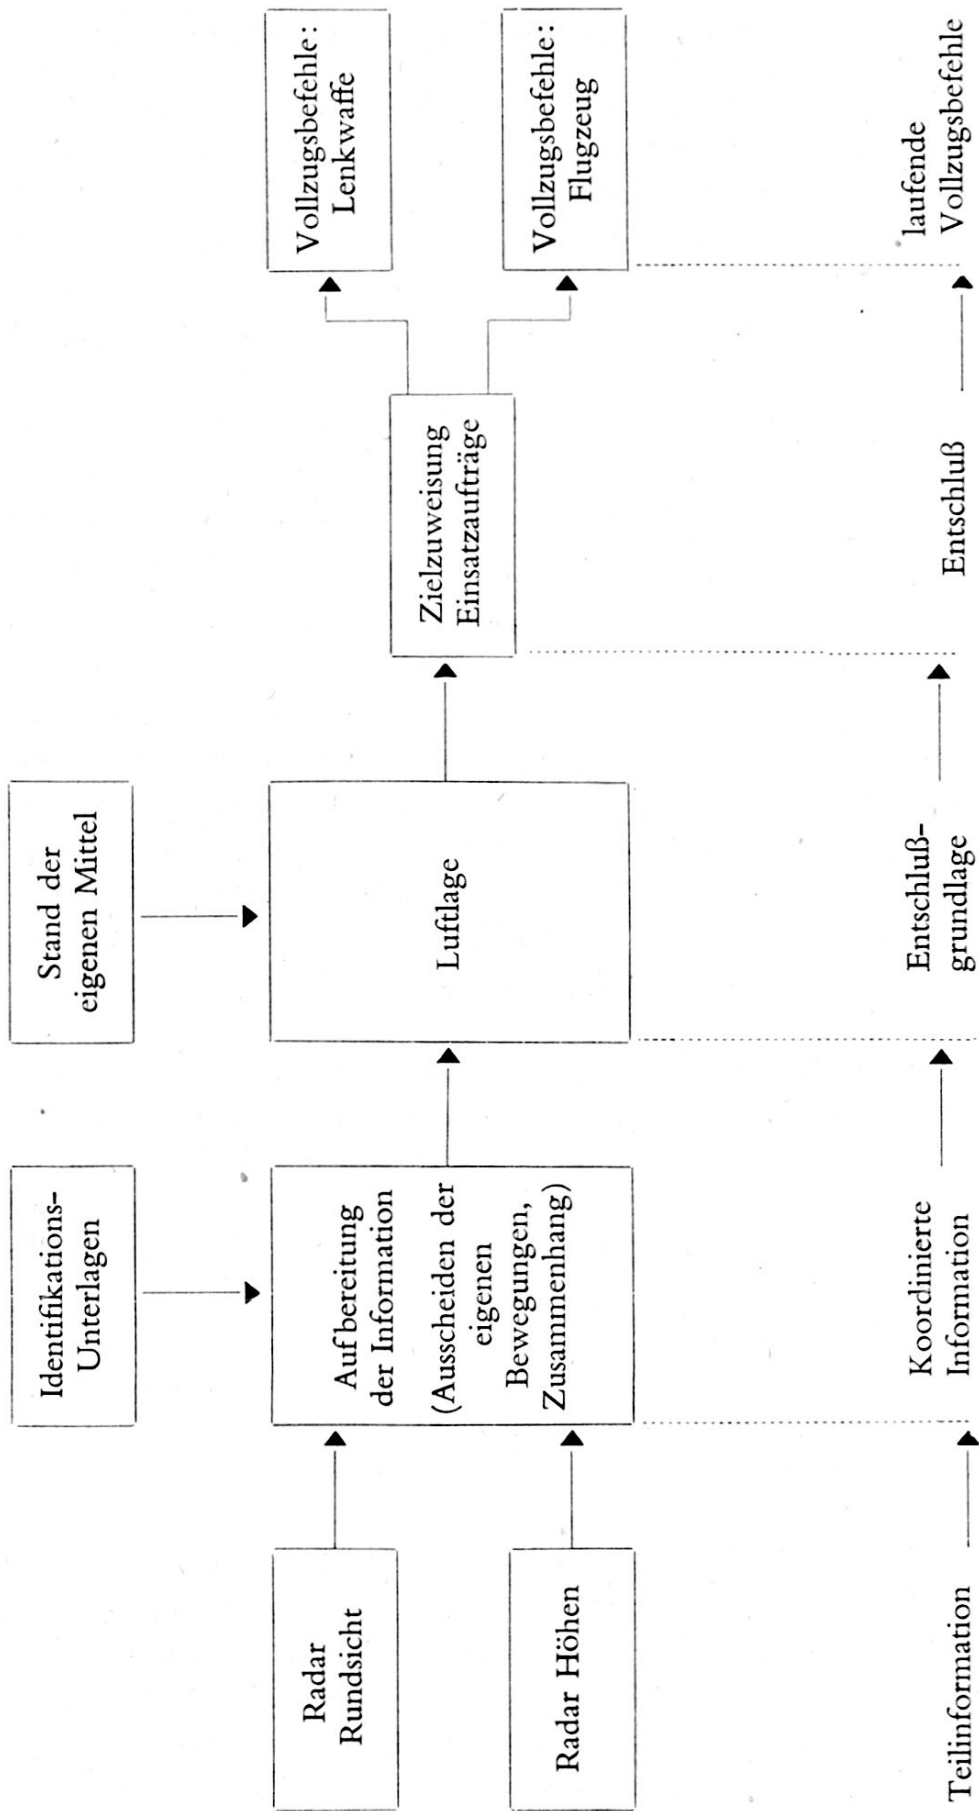 Identifikations-
Unterlagen
Stand der
eigenen Mittel
Radar
Rundsicht
Radar Höhen
Aufbereitung
der Information
(Ausscheiden der
eigenen
Bewegungen,
Zusammenhang)
Luftlage
Zielzuweisung
Einsatzaufträge
Vollzugsbefehle:
Lenkwaffe
Vollzugsbefehle:
Flugzeug
Teilinformation
Koordinierte
Information
Entschluß-
grundlage
Entschluß
laufende
Vollzugsbefehle